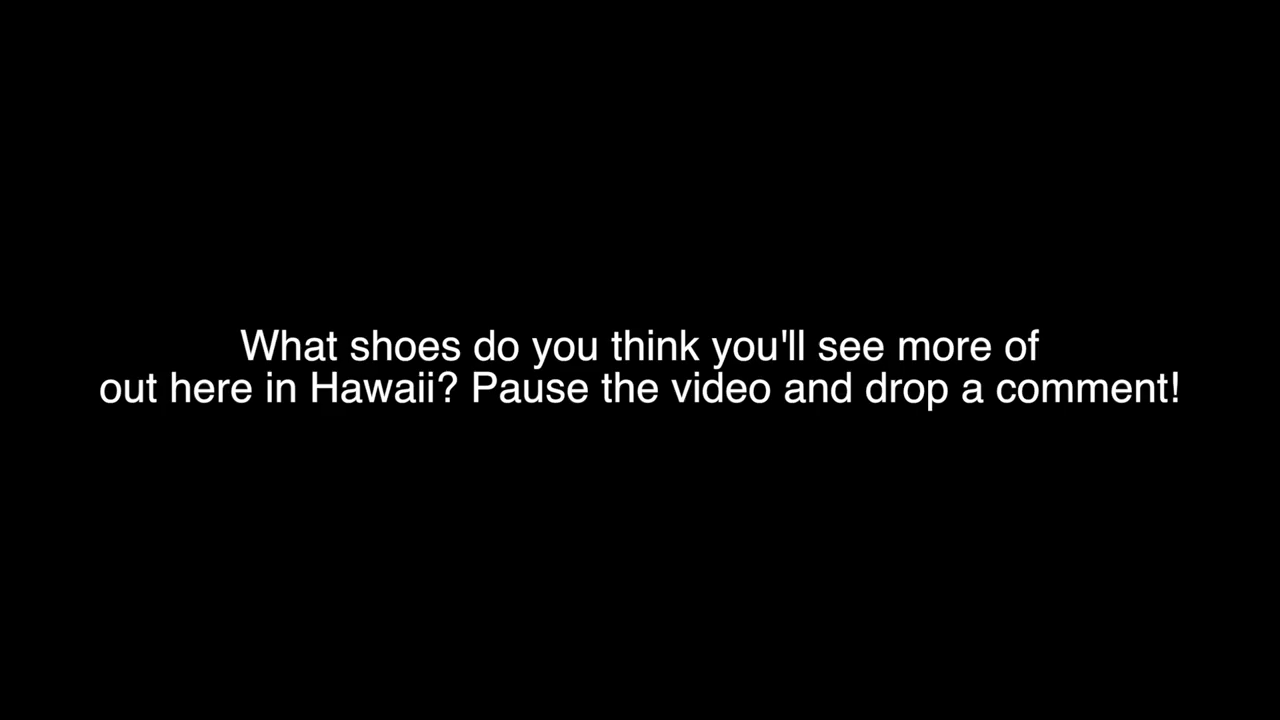 What shoes do you think you'll see more of
out here in Hawaii? Pause the video and drop a comment!